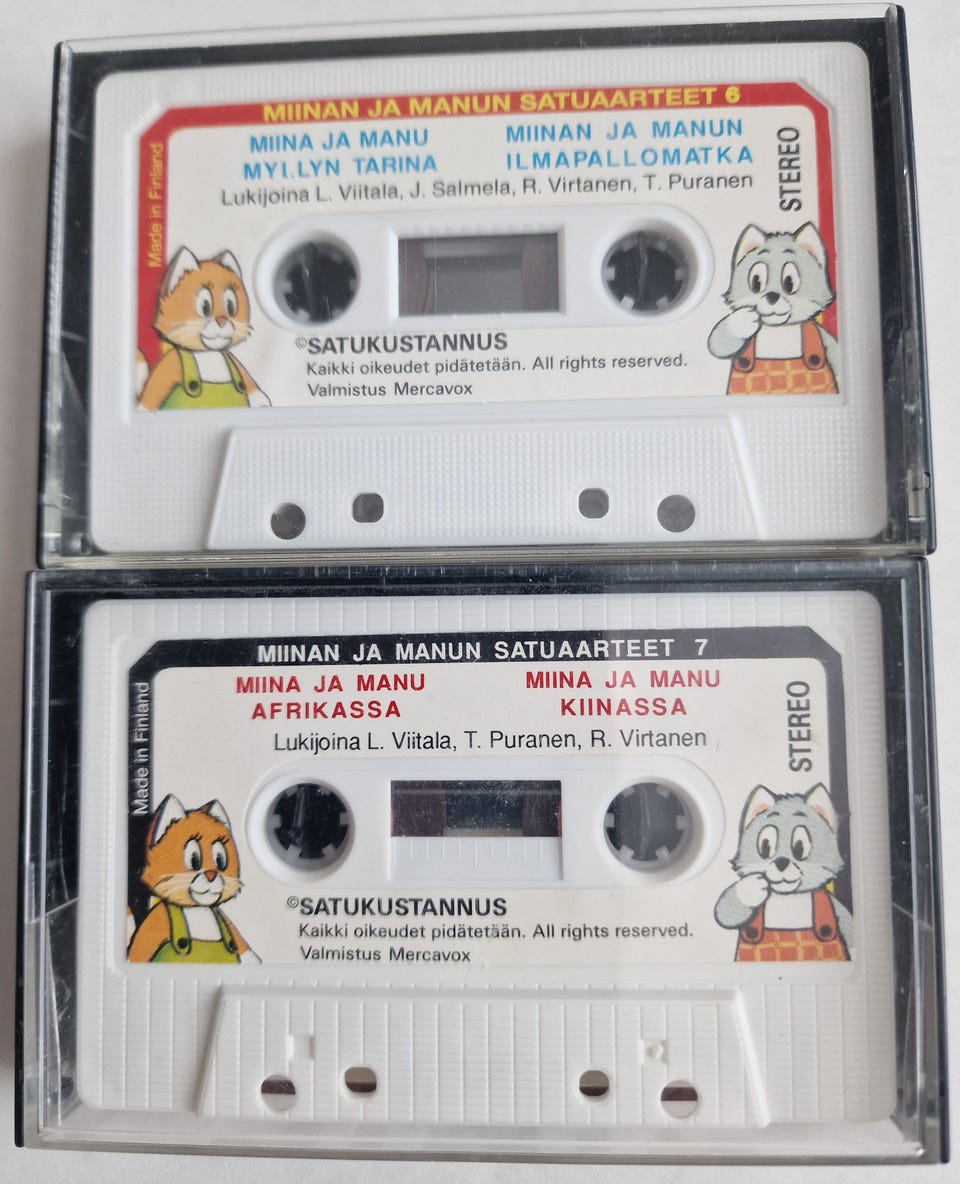 MIINAN JA MANUN SATUAARTEET 6
MIINA JA MANU
MYLLYN TARINA
MIINAN JA MANUN
ILMAPALLOMATKA
Lukijoina L. Viitala, J. Salmela, R. Virtanen, T. Puranen
Made in Finland
STEREO
©SATUKUSTANNUS
Kaikki oikeudet pidätetään. All rights reserved.
Valmistus Mercavox
MIINAN JA MANUN SATUAARTEET 7
MIINA JA MANU
AFRIKASSA
MIINA JA MANU
KIINASSA
Lukijoina L. Viitala, T. Puranen, R. Virtanen
Made in Finland
STEREO
©SATUKUSTANNUS
Kaikki oikeudet pidätetään. All rights reserved.
Valmistus Mercavox